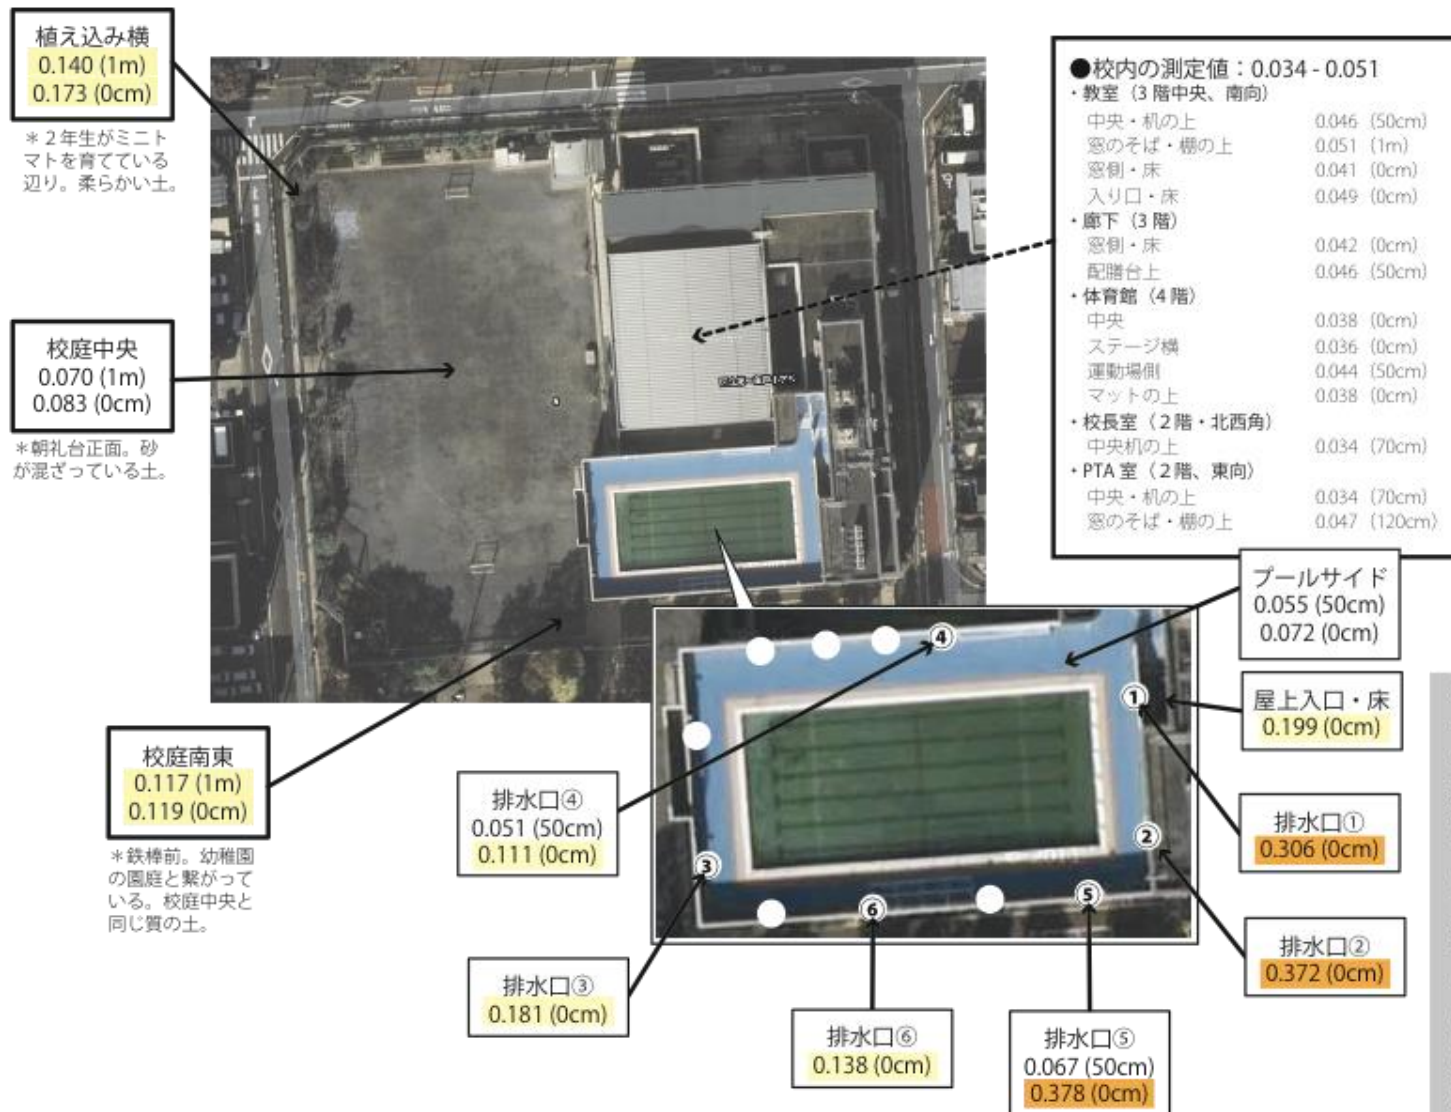 植え込み横
0.140 (1m)
0.173 (0cm)
＊２年生がミニト
マトを育てている
辺り。柔らかい土。
校庭中央
0.070 (1m)
0.083 (0cm)
＊朝礼台正面。砂
が混ざっている土。
校庭南東
0.117 (1m)
0.119 (0cm)
＊鉄棒前。幼稚園
の園庭と繋がって
いる。校庭中央と
同じ質の土。
●校内の測定値：0.034 - 0.051
・教室（3 階中央、南向）
中央・机の上 0.046 (50cm)
窓のそば・棚の上 0.051 (1m)
窓側・床 0.041 (0cm)
入り口・床 0.049 (0cm)
・廊下（3 階）
窓側・床 0.042 (0cm)
配膳台上 0.046 (50cm)
・体育館（4 階）
中央 0.038 (0cm)
ステージ横 0.036 (0cm)
運動場側 0.044 (50cm)
マットの上 0.038 (0cm)
・校長室（２階・北西角）
中央机の上 0.034 (70cm)
・PTA 室（２階、東向）
中央・机の上 0.034 (70cm)
窓のそば・棚の上 0.047 (120cm)
プールサイド
0.055 (50cm)
0.072 (0cm)
屋上入口・床
0.199 (0cm)
排水口①
0.306 (0cm)
排水口②
0.372 (0cm)
排水口④
0.051 (50cm)
0.111 (0cm)
排水口③
0.181 (0cm)
排水口⑥
0.138 (0cm)
排水口⑤
0.067 (50cm)
0.378 (0cm)
④
①
②
③
⑥
⑤